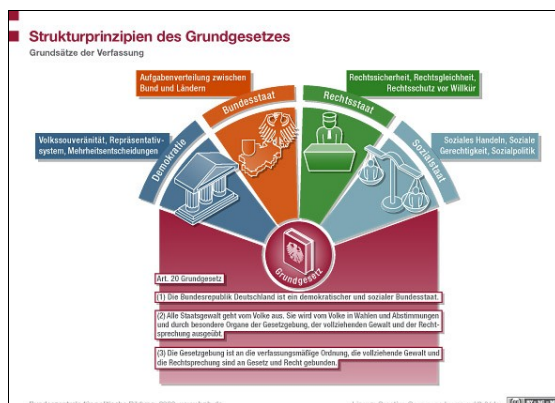 Strukturprinzipien des Grundgesetzes
Grundsätze der Verfassung
Aufgabenverteilung zwischen
Bund und Ländern
Rechtssicherheit, Rechtsgleichheit,
Rechtsschutz vor Willkür
Volkssouveränität, Repräsentativ-
system, Mehrheitsentscheidungen
Soziales Handeln, Soziale
Gerechtigkeit, Sozialpolitik
Demokratie
Bundesstaat
Rechtsstaat
Sozialstaat
Grundgesetz
Art. 20 Grundgesetz
(1) Die Bundesrepublik Deutschland ist ein demokratischer und sozialer Bundesstaat.
(2) Alle Staatsgewalt geht vom Volke aus. Sie wird vom Volke in Wahlen und Abstimmungen
und durch besondere Organe der Gesetzgebung, der vollziehenden Gewalt und der Recht-
sprechung ausgeübt.
(3) Die Gesetzgebung ist an die verfassungsmäßige Ordnung, die vollziehende Gewalt und
die Rechtsprechung sind an Gesetz und Recht gebunden.